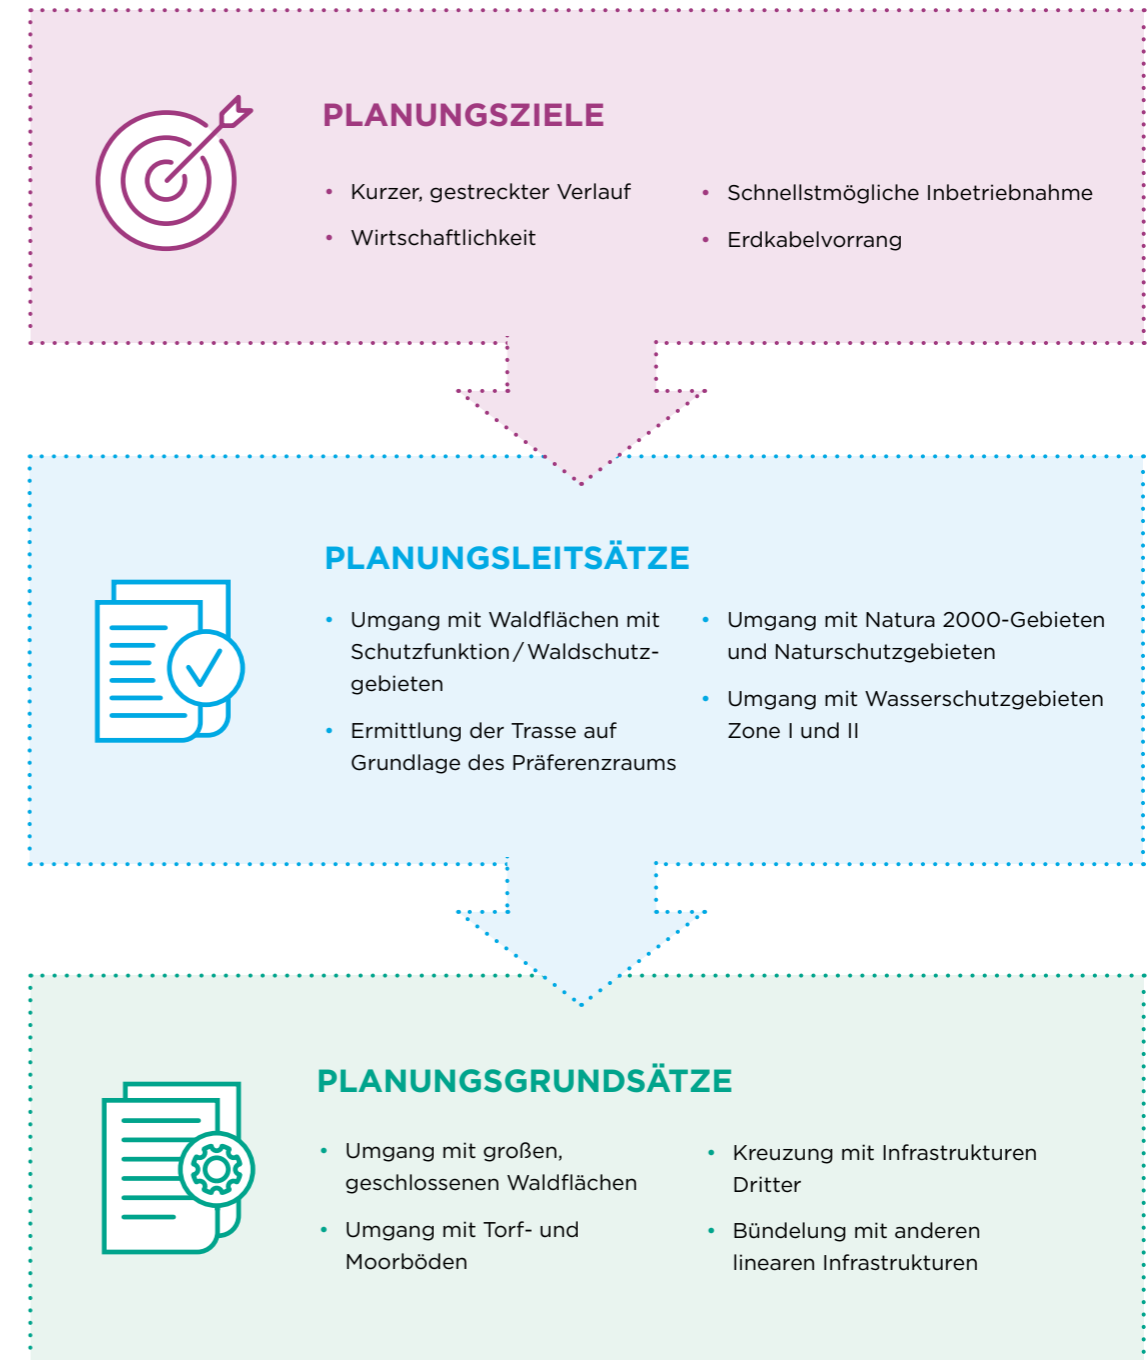 PLANUNGSZIELE
• Kurzer, gestreckter Verlauf
• Wirtschaftlichkeit
• Schnellstmögliche Inbetriebnahme
• Erdkabelvorrang
PLANUNGSLEITSÄTZE
• Umgang mit Waldflächen mit
Schutzfunktion / Waldschutz-
gebieten
• Ermittlung der Trasse auf
Grundlage des Präferenzraums
• Umgang mit Natura 2000-Gebieten
und Naturschutzgebieten
• Umgang mit Wasserschutzgebieten
Zone I und II
PLANUNGSGRUNDSÄTZE
• Umgang mit großen,
geschlossenen Waldflächen
• Umgang mit Torf- und
Moorböden
• Kreuzung mit Infrastrukturen
Dritter
• Bündelung mit anderen
linearen Infrastrukturen